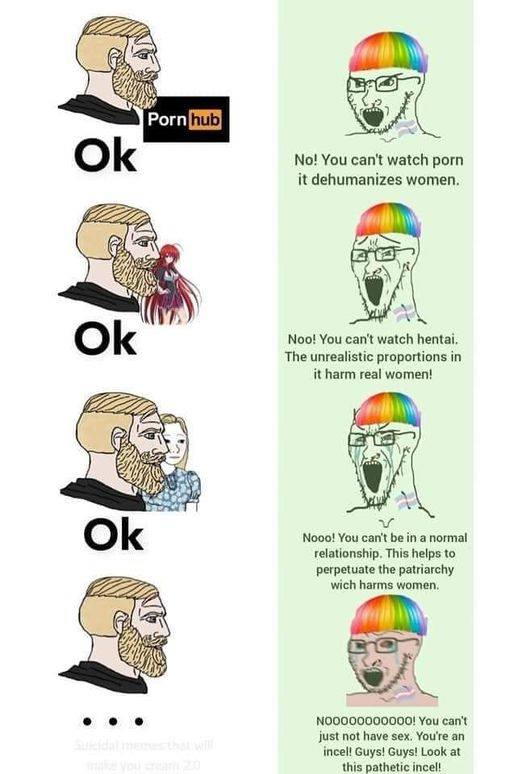 Porn hub
Ok
No! You can't watch porn
it dehumanizes women.
Ok
Noo! You can't watch hentai.
The unrealistic proportions in
it harm real women!
Ok
Nooo! You can't be in a normal
relationship. This helps to
perpetuate the patriarchy
wich harms women.
...
NOOOOOOOOOOO! You can't
just not have sex. You're an
incel! Guys! Guys! Look at
this pathetic incel!
Suicidal memes that will
make you cream 2.0